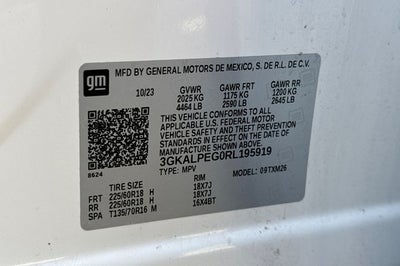 gm
MFD BY GENERAL MOTORS DE MEXICO, S. DE R.L. DE C.V.
10/23 GVWR GAWR FRT GAWR RR
2025 KG 1175 KG 1200 KG
4464 LB 2590 LB 2645 LB
THIS VEHICLE CONFORMS TO ALL
APPLICABLE U.S. FEDERAL MOTOR
VEHICLE SAFETY AND THEFT
PREVENTION STANDARDS IN EFFECT ON
THE DATE OF MANUFACTURE SHOWN ABOVE.
3GKALPEG0RL195919
8624
TYPE: MPV MODEL: 09TXM26
TIRE SIZE RIM
FRT 225/60R18 H 18X7J
RR 225/60R18 H 18X7J
SPA T135/70R16 M 16X4BT